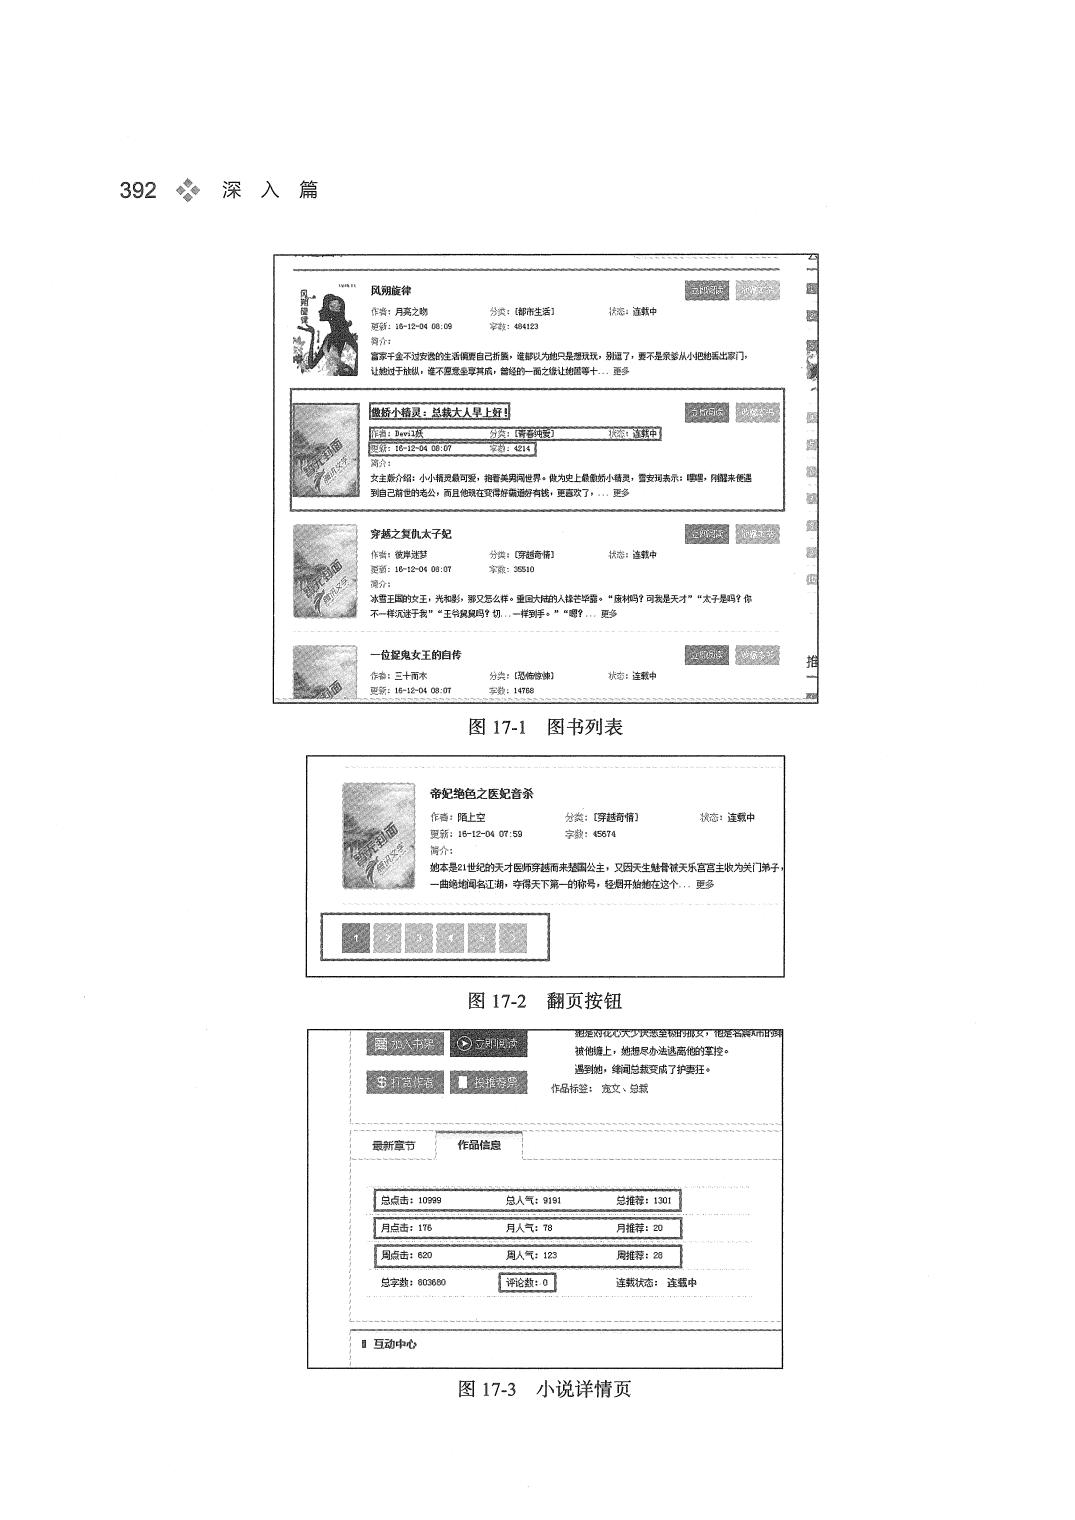 392 深 入 篇
风朔旋律
立即阅读
作者：月亮之吻 分类：[都市生活] 状态：连载中
更新：16-12-04 08:09 字数：484123
简介：
富家千金不过安逸的生活偏要自己折腾，谁都以为她只是想玩玩，别逗了，要不是亲爹从小把她丢出家门，
让她过于放纵，谁不愿意坐享其成，曾经的一面之缘让她苦等十... 更多
傲娇小精灵：总裁大人早上好！
立即阅读
作者：Devil妖 分类：[青春纯爱] 状态：连载中
更新：16-12-04 08:07 字数：4214
简介：
女主版介绍：小小精灵最可爱，抱着美男闯世界。做为史上最傲娇小精灵，雪安珂表示：嘿嘿，刚醒来便遇
到自己前世的老公，而且他现在变得好霸道好有钱，更喜欢了，... 更多
腾讯文学
穿越之复仇太子妃
立即阅读
作者：彼岸迷梦 分类：[穿越奇情] 状态：连载中
更新：16-12-04 08:07 字数：35510
简介：
冰雪王国的女王，光和影，那又怎么样。重回大陆的人锋芒毕露。“废材吗？可我是天才”“太子是吗？你
不一样沉迷于我”“王爷舅舅吗？切...一样到手。”“嗯？... 更多
腾讯文学
一位捉鬼女王的自传
立即阅读
作者：三十而木 分类：[恐怖惊悚] 状态：连载中
更新：16-12-04 08:07 字数：14768
推
图 17-1 图书列表
帝妃绝色之医妃音杀
作者：陌上空 分类：[穿越奇情] 状态：连载中
更新：16-12-04 07:59 字数：45674
简介：
她本是21世纪的天才医师穿越而来楚国公主，又因天生魅骨被天乐宫宫主收为关门弟子，
一曲绝地闻名江湖，夺得天下第一的称号，轻烟开始她在这个... 更多
腾讯文学
1 2 3 4 5
图 17-2 翻页按钮
加入书架 立即阅读
被他缠上，她想尽办法逃离他的掌控。
遇到她，绯闻总裁变成了护妻狂。
打赏作者 投推荐票
作品标签： 宠文、总裁
最新章节 作品信息
总点击：10999 总人气：9191 总推荐：1301
月点击：176 月人气：78 月推荐：20
周点击：620 周人气：123 周推荐：28
总字数：803680 评论数：0 连载状态： 连载中
互动中心
图 17-3 小说详情页